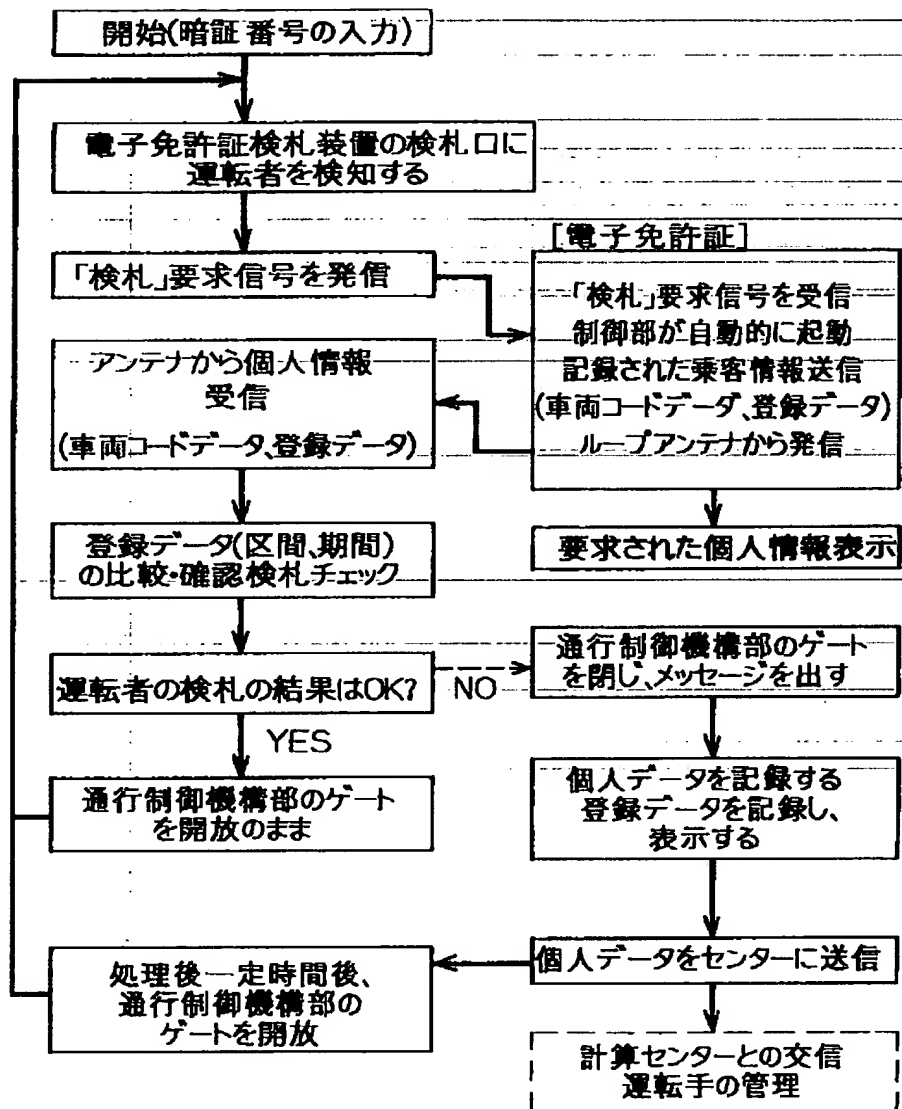 開始(暗証番号の入力)
電子免許証検札装置の検札口に
運転者を検知する
「検札」要求信号を発信
[電子免許証]
「検札」要求信号を受信
制御部が自動的に起動
記録された乗客情報送信
(車両コードデーダ、登録データ)
ループアンテナから発信
アンテナから個人情報
受信
(車両コードデータ、登録データ)
要求された個人情報表示
登録データ(区間、期間)
の比較・確認検札チェック
運転者の検札の結果はOK?
NO
YES
通行制御機構部のゲート
を閉じ、メッセージを出す
通行制御機構部のゲート
を開放のまま
個人データを記録する
登録データを記録し、
表示する
個人データをセンターに送信
処理後一定時間後、
通行制御機構部の
ゲートを開放
計算センターとの交信
運転手の管理